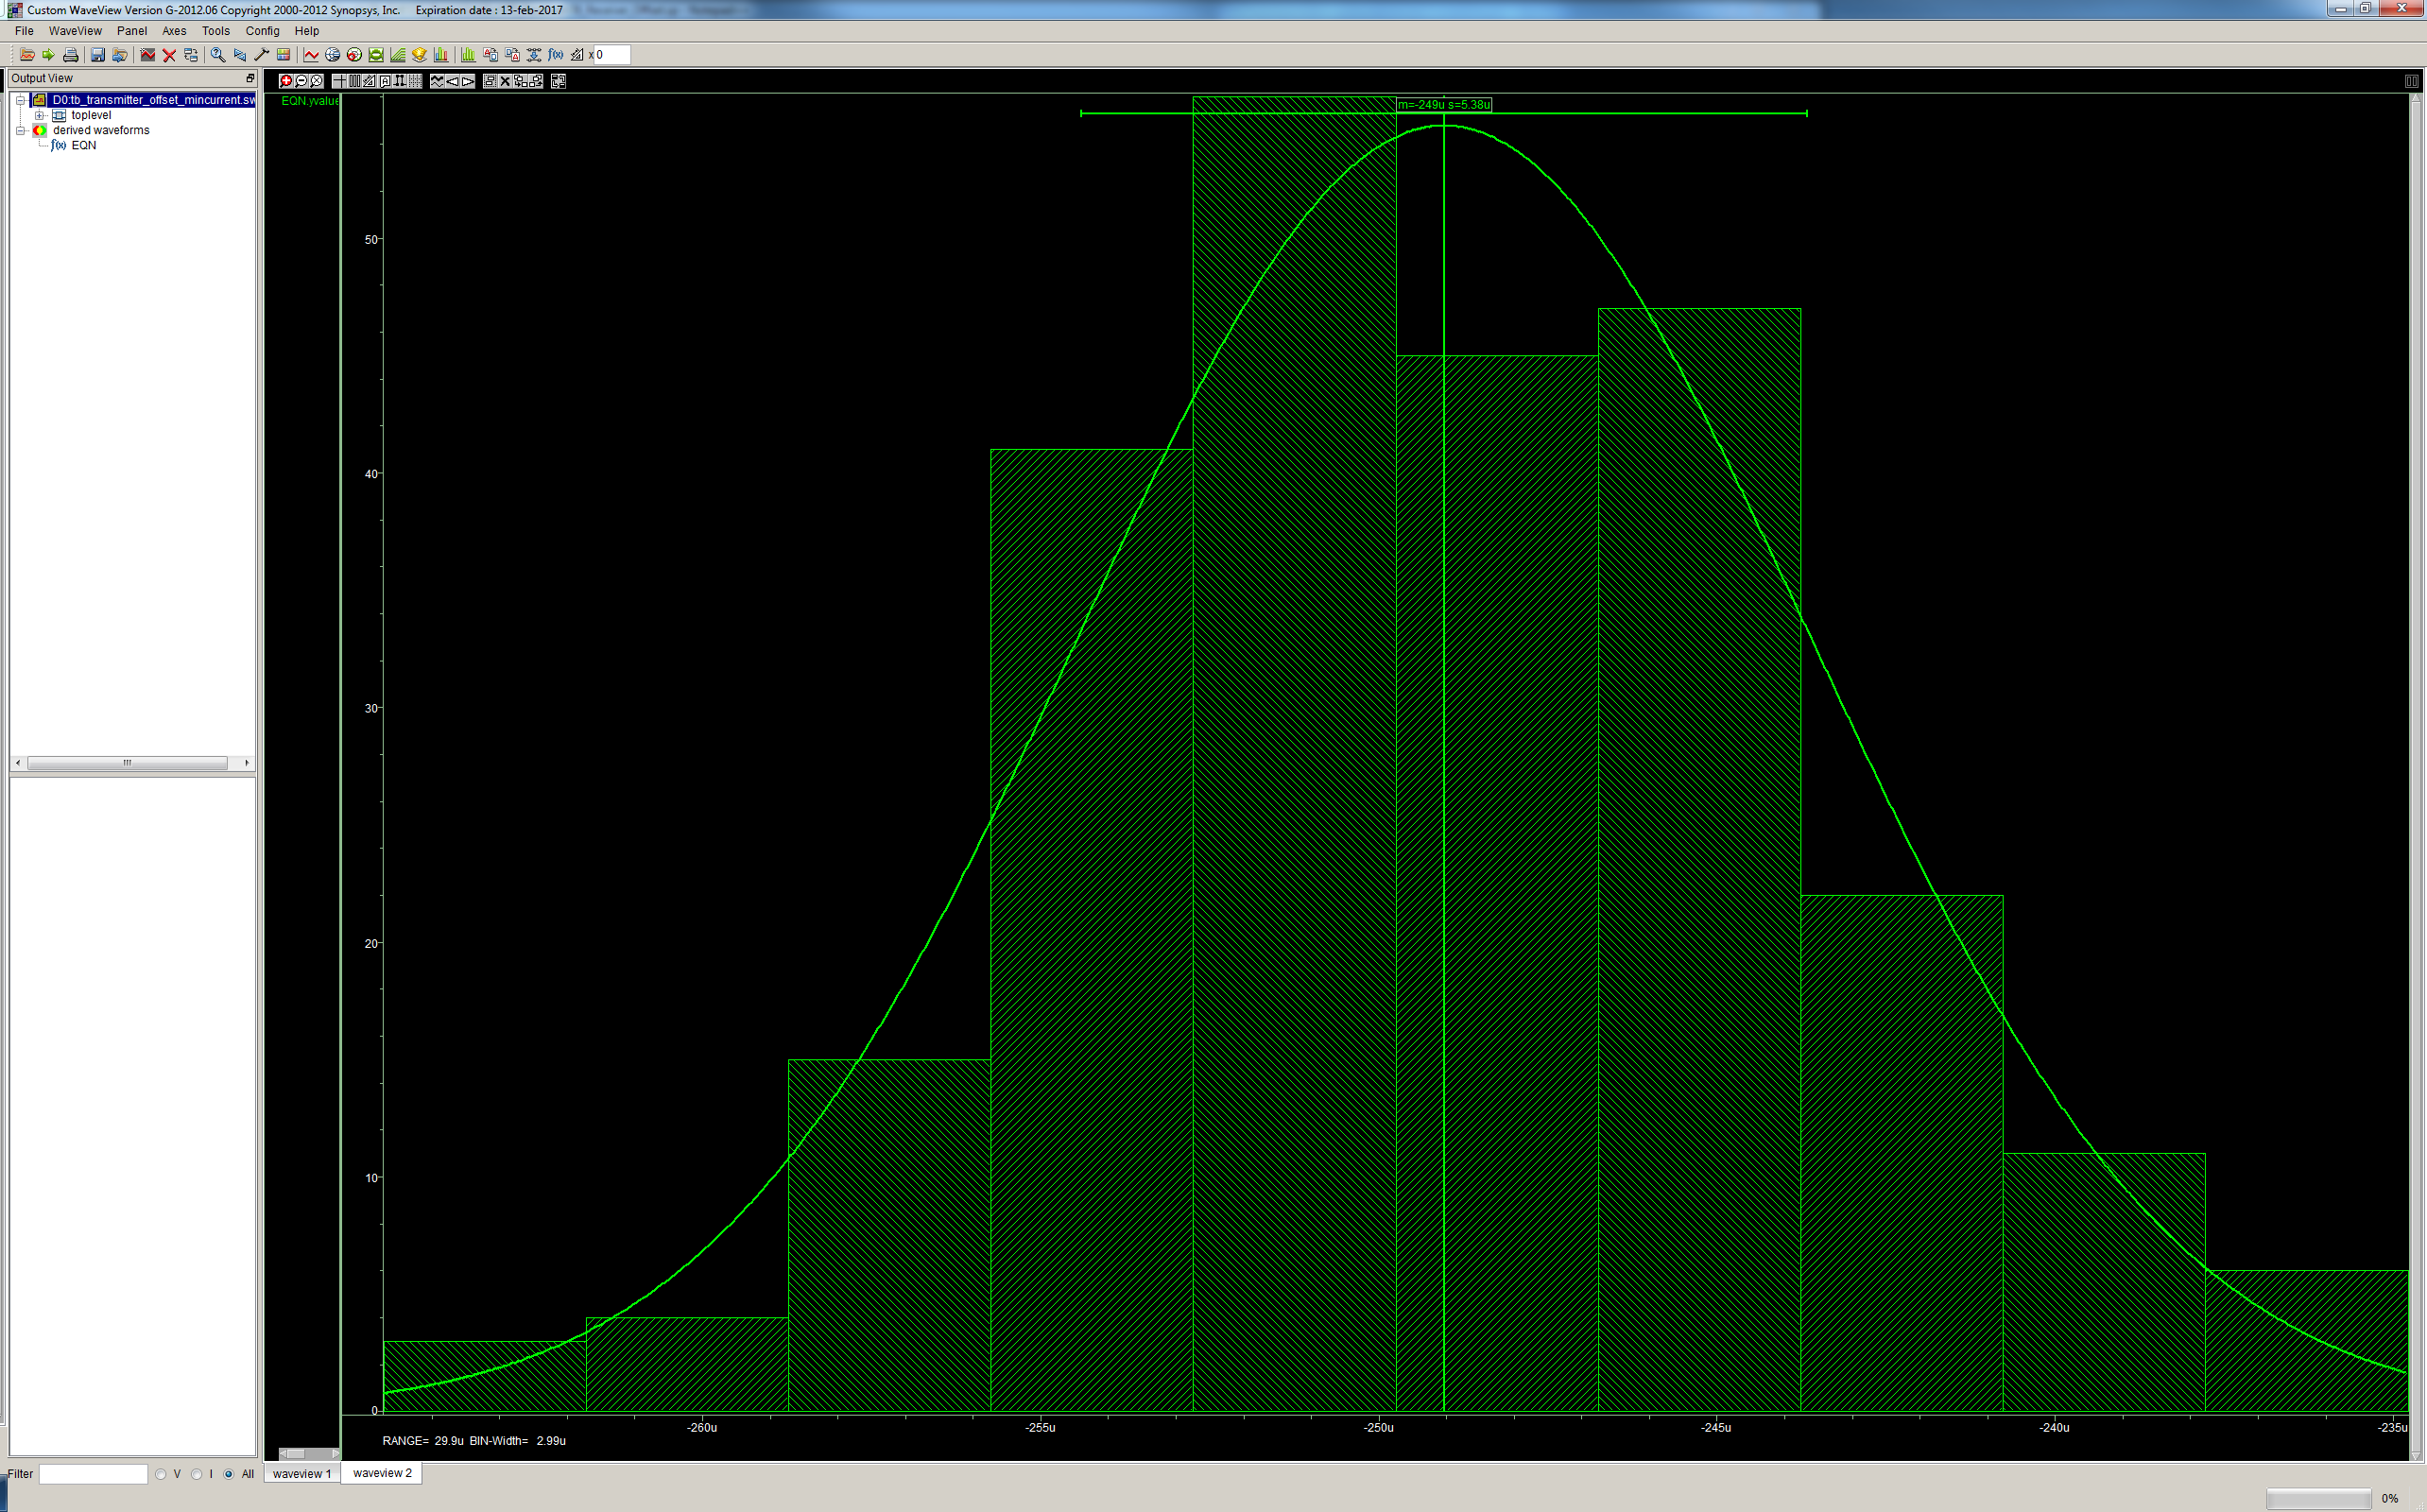 Custom WaveView Version G-2012.06 Copyright 2000-2012 Synopsys, Inc. Expiration date : 13-feb-2017
File WaveView Panel Axes Tools Config Help
x 0
Output View
D0:tb_transmitter_offset_mincurrent.sw
toplevel
derived waveforms
f(x) EQN
EQN.yvalue
m=-249u s=5.38u
50
40
30
20
10
0
-260u -255u -250u -245u -240u -235u
RANGE= 29.9u BIN-Width= 2.99u
Filter V I All waveview 1 waveview 2
0%